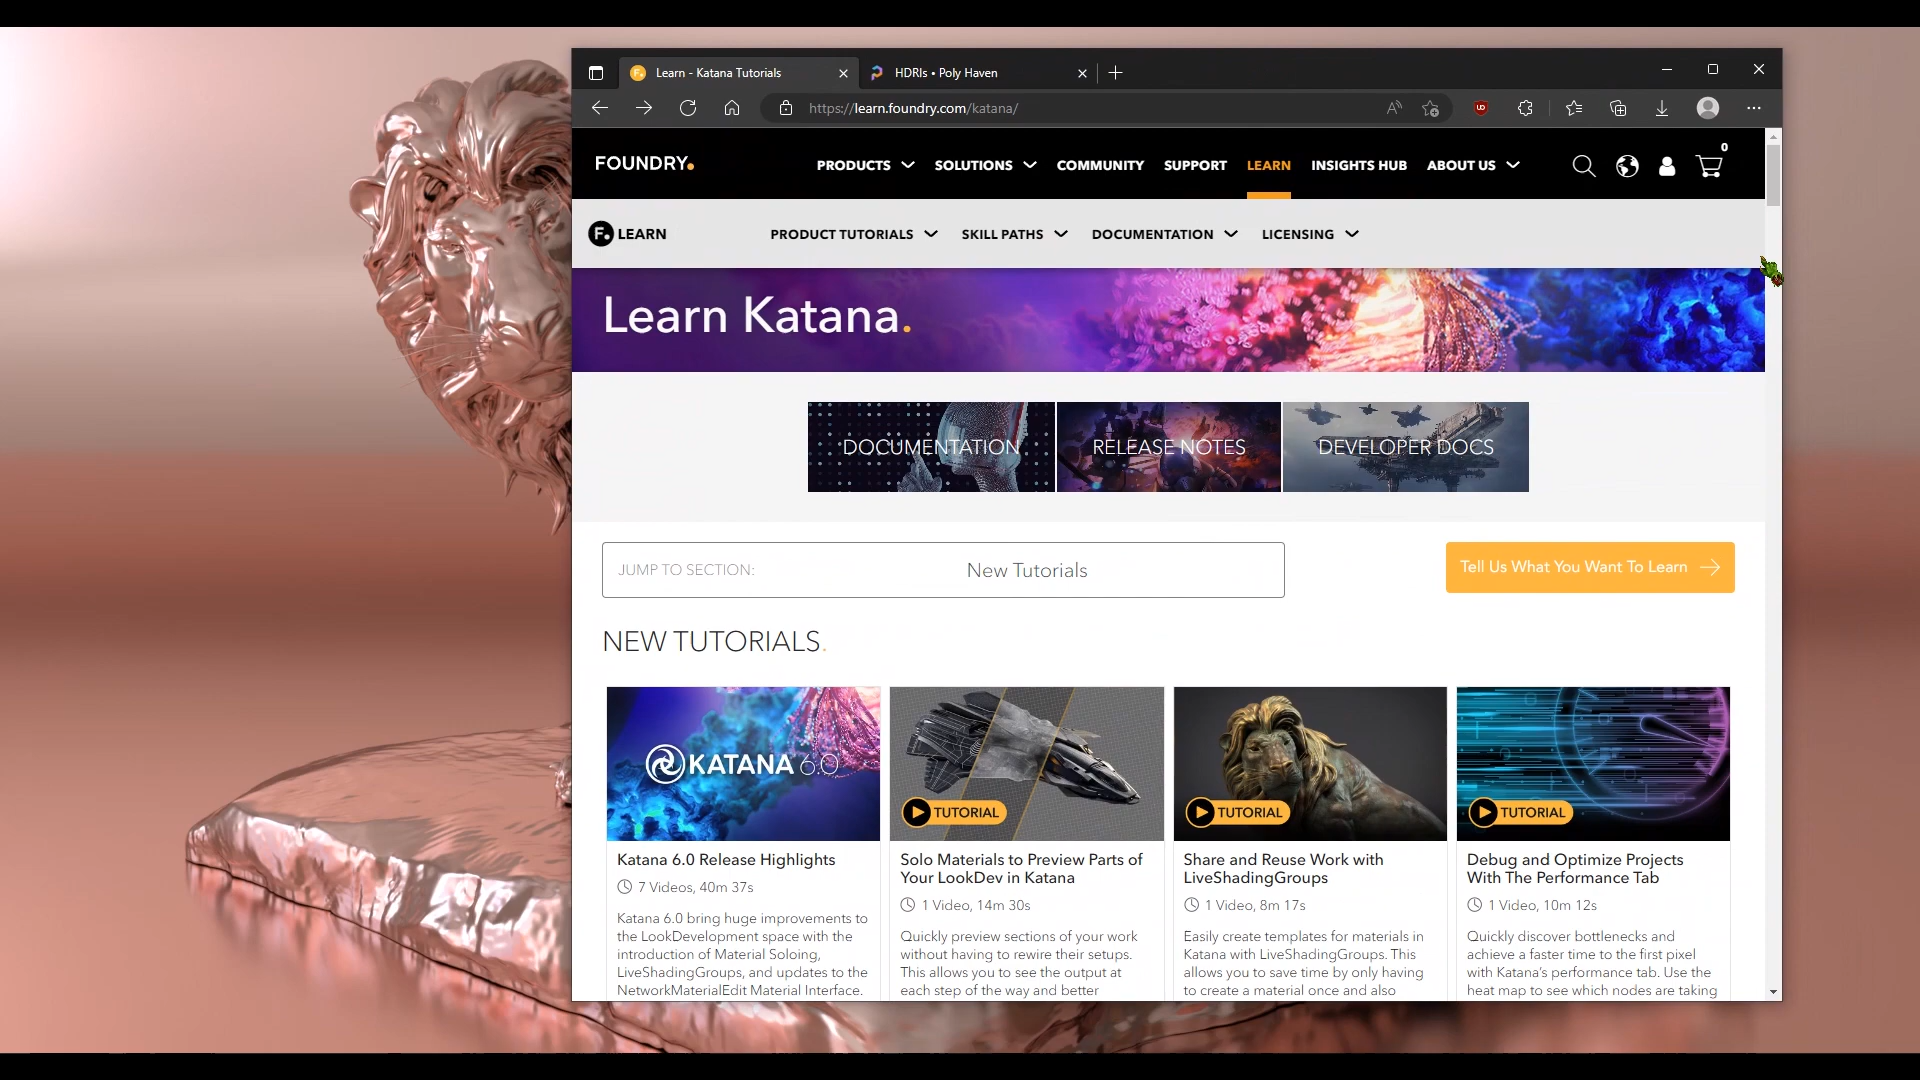 Learn - Katana Tutorials
HDRIs • Poly Haven
https://learn.foundry.com/katana/
FOUNDRY.
PRODUCTS
SOLUTIONS
COMMUNITY
SUPPORT
LEARN
INSIGHTS HUB
ABOUT US
0
F. LEARN
PRODUCT TUTORIALS
SKILL PATHS
DOCUMENTATION
LICENSING
Learn Katana.
DOCUMENTATION
RELEASE NOTES
DEVELOPER DOCS
JUMP TO SECTION:
New Tutorials
Tell Us What You Want To Learn
NEW TUTORIALS.
KATANA 6.0
Katana 6.0 Release Highlights
7 Videos, 40m 37s
Katana 6.0 bring huge improvements to
the LookDevelopment space with the
introduction of Material Soloing,
LiveShadingGroups, and updates to the
NetworkMaterialEdit Material Interface.
TUTORIAL
Solo Materials to Preview Parts of
Your LookDev in Katana
1 Video, 14m 30s
Quickly preview sections of your work
without having to rewire their setups.
This allows you to see the output at
each step of the way and better
TUTORIAL
Share and Reuse Work with
LiveShadingGroups
1 Video, 8m 17s
Easily create templates for materials in
Katana with LiveShadingGroups. This
allows you to save time by only having
to create a material once and also
TUTORIAL
Debug and Optimize Projects
With The Performance Tab
1 Video, 10m 12s
Quickly discover bottlenecks and
achieve a faster time to the first pixel
with Katana's performance tab. Use the
heat map to see which nodes are taking